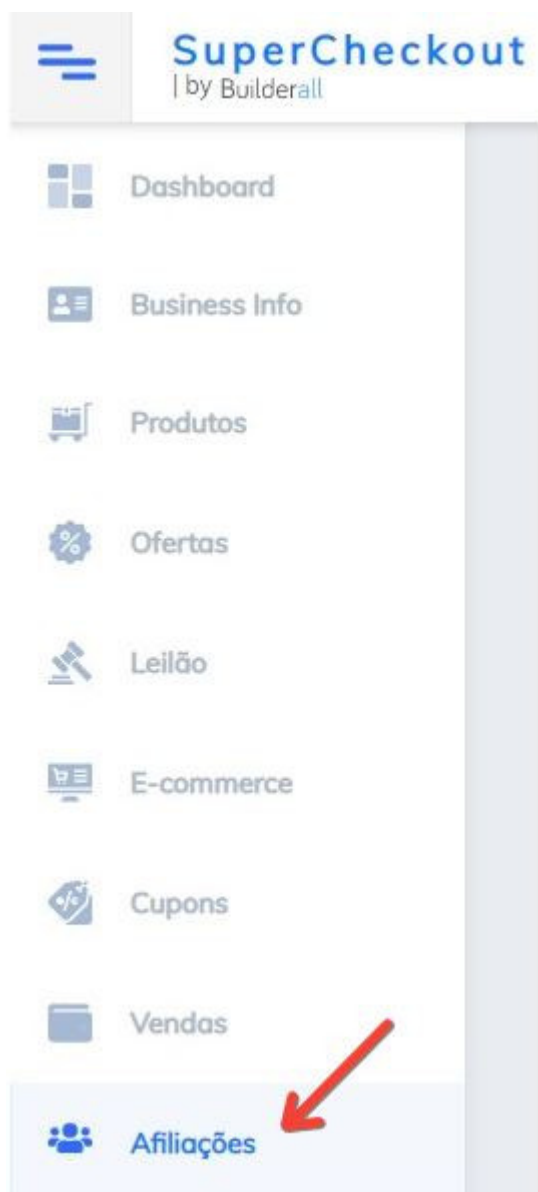 SuperCheckout
| by Builderall
Dashboard
Business Info
Produtos
Ofertas
Leilão
E-commerce
Cupons
Vendas
Afiliações